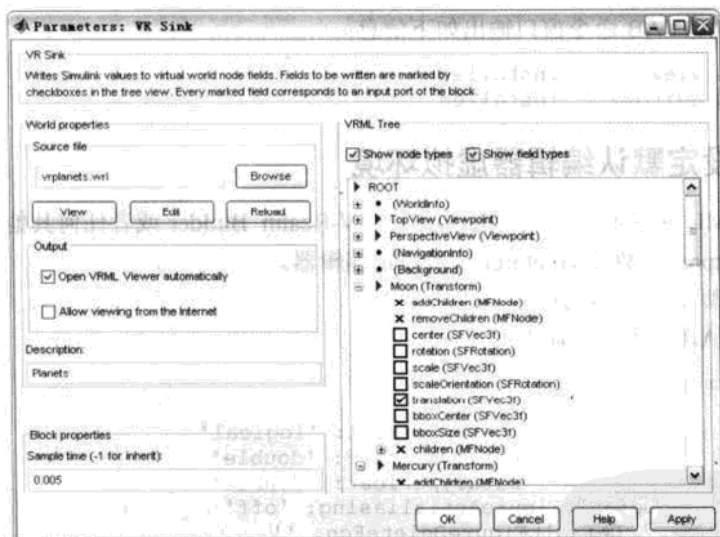 Parameters: VR Sink
VR Sink
Writes Simulink values to virtual world node fields. Fields to be written are marked by
checkboxes in the tree view. Every marked field corresponds to an input port of the block.
World properties
Source file
vrplanets.wrl
Browse
View
Edit
Reload
Output
Open VRML Viewer automatically
Allow viewing from the Internet
Description:
Planets
Block properties
Sample time (-1 for inherit):
0.005
VRML Tree
Show node types
Show field types
ROOT
(WorldInfo)
TopView (Viewpoint)
PerspectiveView (Viewpoint)
(NavigationInfo)
(Background)
Moon (Transform)
addChildren (MFNode)
removeChildren (MFNode)
center (SFVec3f)
rotation (SFRotation)
scale (SFVec3f)
scaleOrientation (SFRotation)
translation (SFVec3f)
bboxCenter (SFVec3f)
bboxSize (SFVec3f)
children (MFNode)
Mercury (Transform)
addChildren (MFNode)
OK
Cancel
Help
Apply